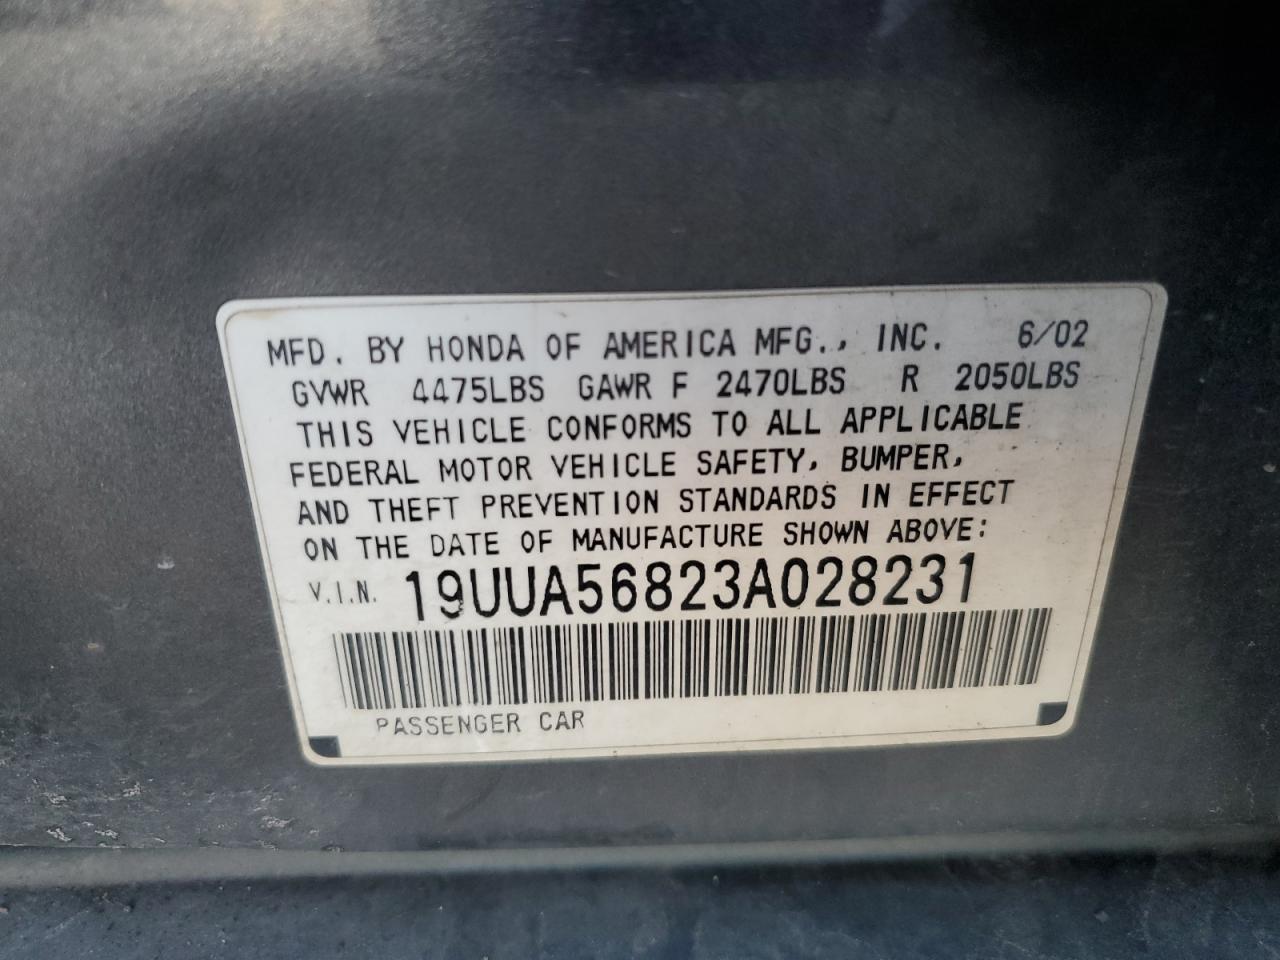 MFD. BY HONDA OF AMERICA MFG., INC. 6/02
GVWR 4475LBS GAWR F 2470LBS R 2050LBS
THIS VEHICLE CONFORMS TO ALL APPLICABLE
FEDERAL MOTOR VEHICLE SAFETY, BUMPER,
AND THEFT PREVENTION STANDARDS IN EFFECT
ON THE DATE OF MANUFACTURE SHOWN ABOVE:
V.I.N. 19UUA56823A028231
PASSENGER CAR